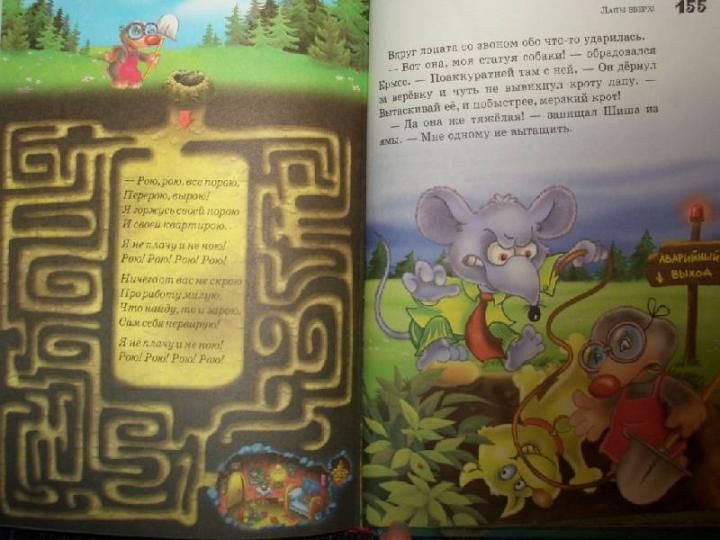 — Рою, рою, все порою,
Перерою, вырою!
Я горжусь своей норою
И своей квартирою.
Я не плачу и не ною!
Рою! Рою! Рою! Рою!
Ничего от вас не скрою
Про работу милую,
Что найду, то и зарою,
Сам себя
Я не плачу и не ною!
Рою! Рою! Рою! Рою!
Лапы вверх!
155
Вдруг лопата со звоном обо что-то ударилась.
— Вот она, моя статуя собаки! — обрадовался
Крысс. — Поаккуратней там с ней. — Он дёрнул
за верёвку и чуть не вывихнул кроту лапу. —
Вытаскивай её, и побыстрее, мерзкий крот!
— Да она же тяжёлая! — запищал Шиша из
ямы. — Мне одному не вытащить.
АВАРИЙНЫЙ
ВЫХОД